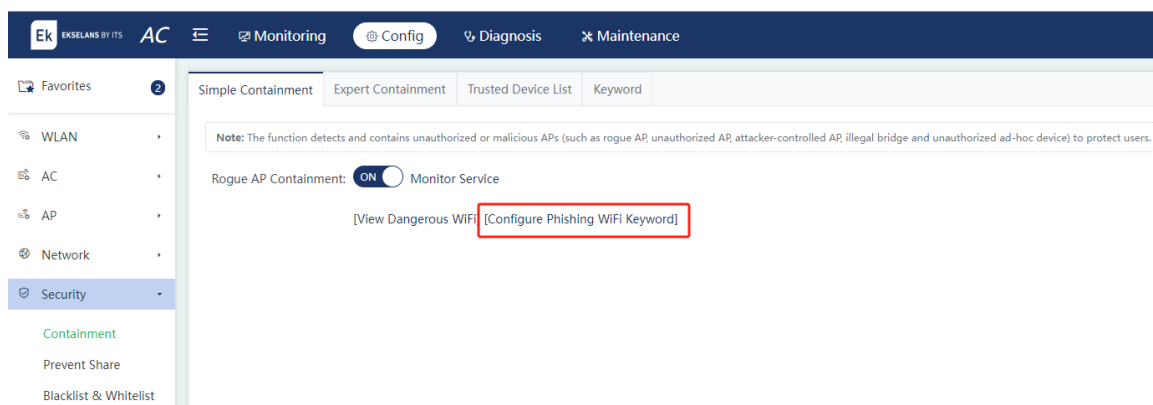 Ek EKSELANS BY ITS AC Monitoring Config Diagnosis Maintenance
Favorites 2
WLAN
AC
AP
Network
Security
Containment
Prevent Share
Blacklist & Whitelist
Simple Containment Expert Containment Trusted Device List Keyword
Note: The function detects and contains unauthorized or malicious APs (such as rogue AP, unauthorized AP, attacker-controlled AP, illegal bridge and unauthorized ad-hoc device) to protect users.
Rogue AP Containment: ON Monitor Service
[View Dangerous WiFi] [Configure Phishing WiFi Keyword]